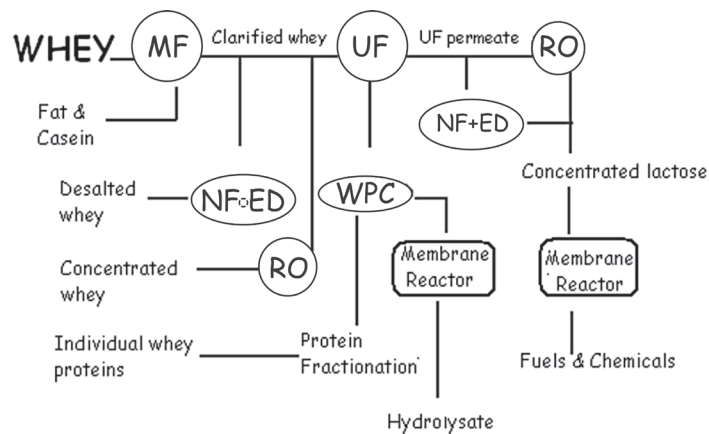 WHEY MF Clarified whey UF UF permeate RO
Fat &
Casein
NF+ED
Concentrated lactose
Desalted
whey
NF ED
WPC
Concentrated
whey
RO
Membrane
Reactor
Membrane
Reactor
Individual whey
proteins
Protein
Fractionation
Fuels & Chemicals
Hydrolysate